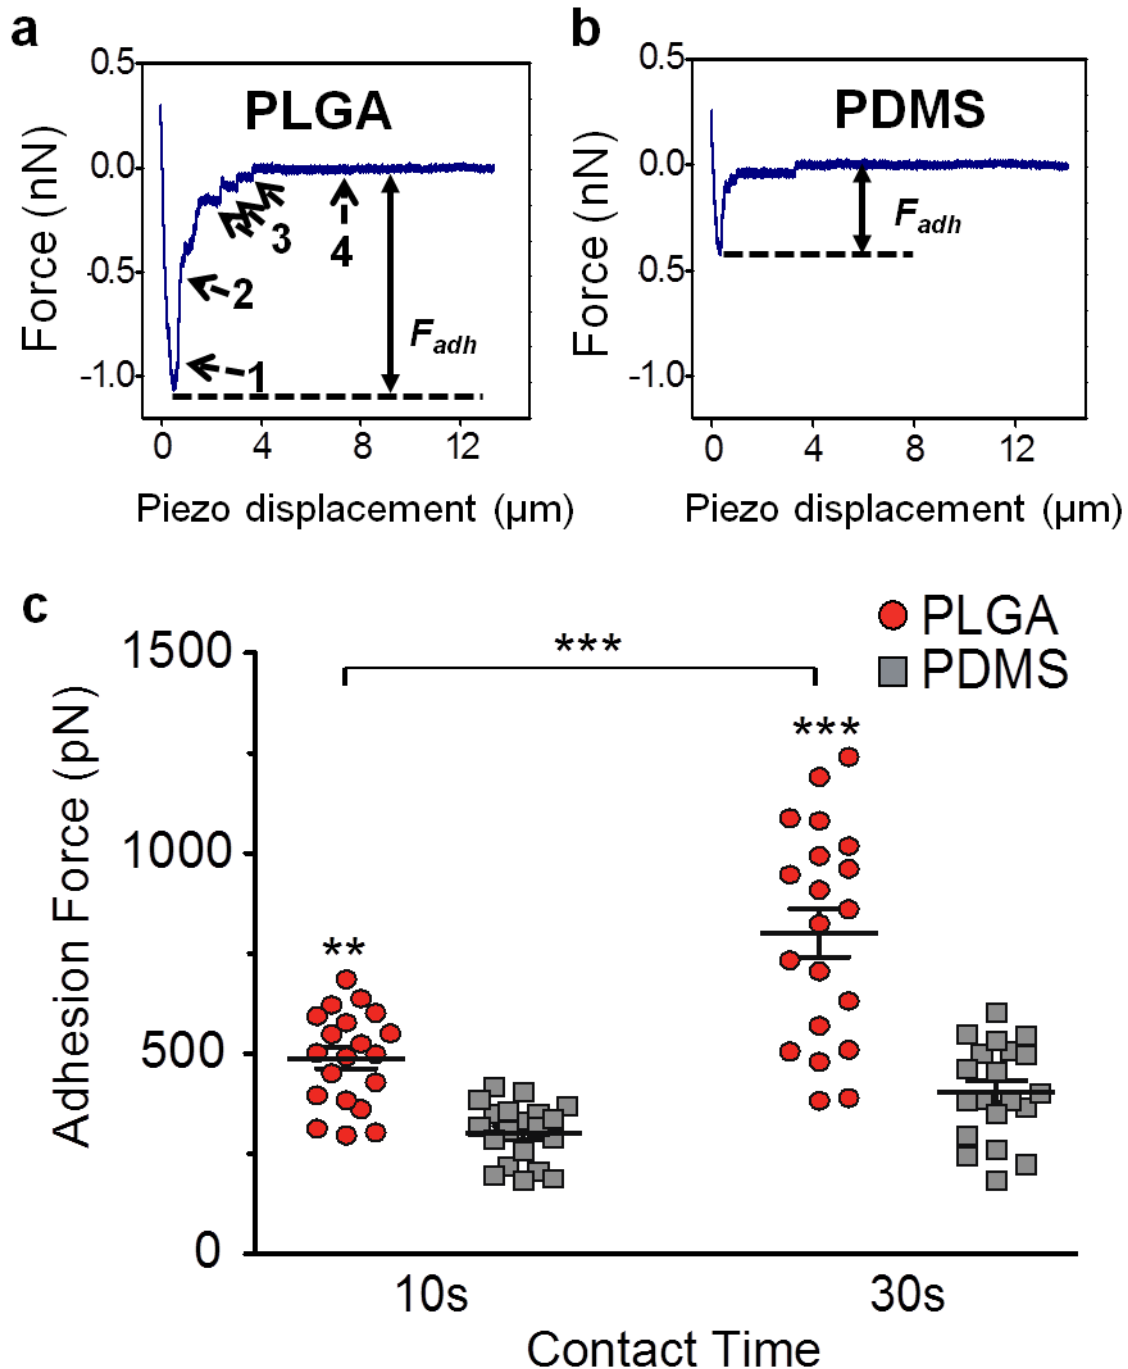 a
PLGA
0.5
0.0
-0.5
-1.0
Force (nN)
1
2
3
4
F adh
0 4 8 12
Piezo displacement (µm)
b
PDMS
0.5
0.0
-0.5
-1.0
Force (nN)
F adh
0 4 8 12
Piezo displacement (µm)
c
PLGA
PDMS
1500
1000
500
0
Adhesion Force (pN)
***
**
***
10s 30s
Contact Time